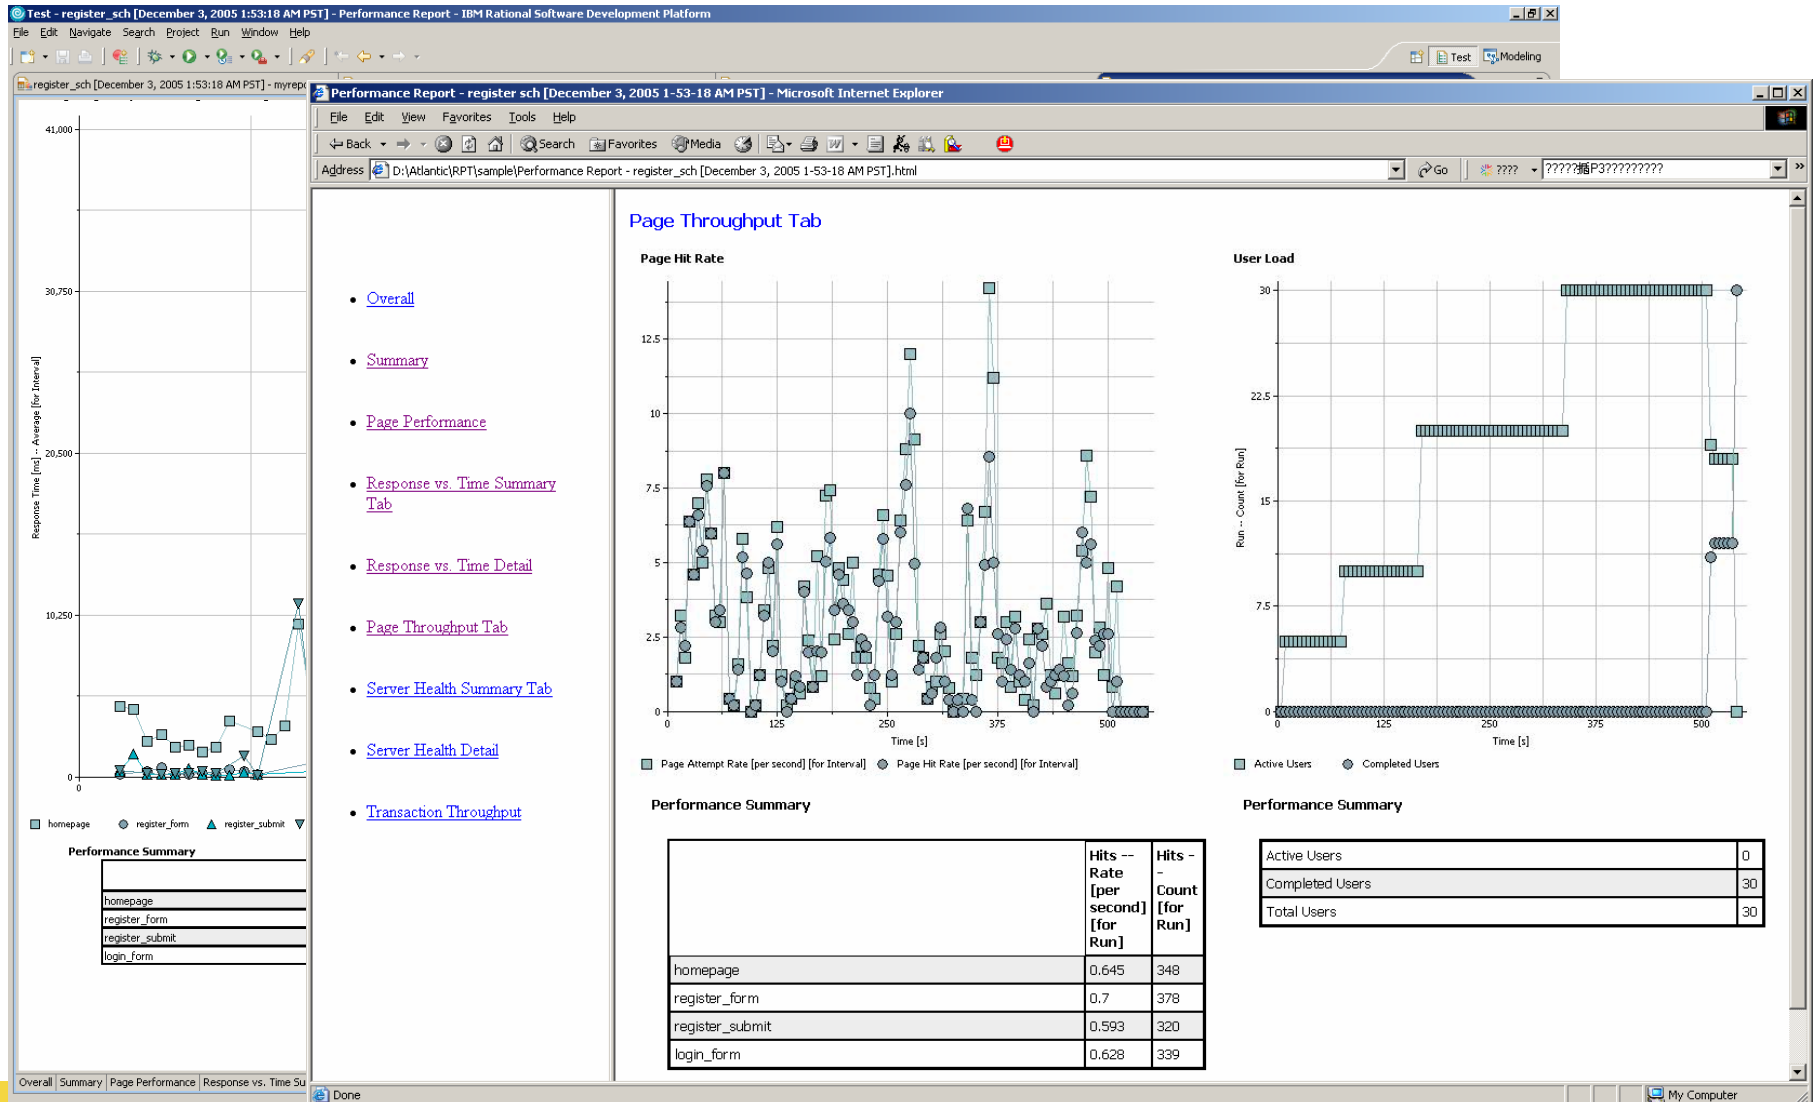 Test - register_sch [December 3, 2005 1:53:18 AM PST] - Performance Report - IBM Rational Software Development Platform
File Edit Navigate Search Project Run Window Help
Test Modeling
register_sch [December 3, 2005 1:53:18 AM PST] - myrepo
41,000
30,750
20,500
10,250
0
0
Response Time [ms] -- Average [for Interval]
homepage register_form register_submit
Performance Summary
homepage
register_form
register_submit
login_form
Overall Summary Page Performance Response vs. Time Su
Performance Report - register sch [December 3, 2005 1-53-18 AM PST] - Microsoft Internet Explorer
File Edit View Favorites Tools Help
Back Search Favorites Media
Address D:\Atlantic\RPT\sample\Performance Report - register_sch [December 3, 2005 1-53-18 AM PST].html Go ????
Overall
Summary
Page Performance
Response vs. Time Summary
Tab
Response vs. Time Detail
Page Throughput Tab
Server Health Summary Tab
Server Health Detail
Transaction Throughput
Page Throughput Tab
Page Hit Rate
12.5
10
7.5
5
2.5
0
125 250 375 500
Time [s]
Page Attempt Rate [per second] [for Interval] Page Hit Rate [per second] [for Interval]
User Load
30
22.5
15
7.5
0
Run -- Count [for Run]
0 125 250 375 500
Time [s]
Active Users Completed Users
Performance Summary
Hits -- Rate [per second] [for Run]
Hits -- Count [for Run]
homepage 0.645 348
register_form 0.7 378
register_submit 0.593 320
login_form 0.628 339
Performance Summary
Active Users 0
Completed Users 30
Total Users 30
Done My Computer